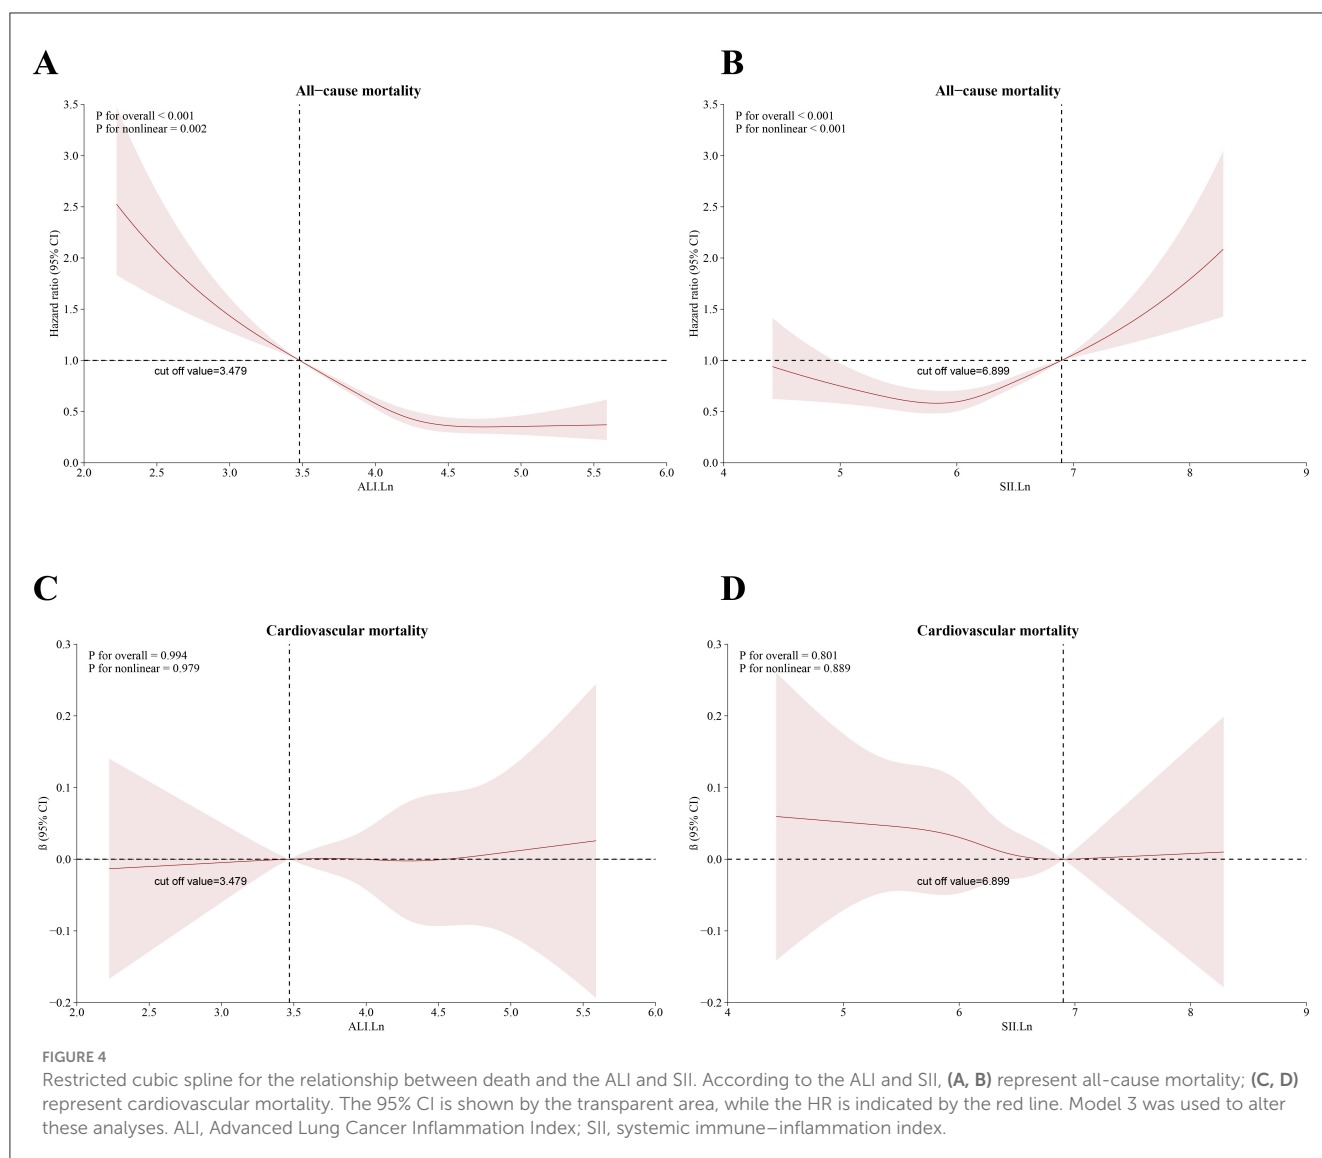 A
All−cause mortality
P for overall < 0.001
P for nonlinear = 0.002
3.5
3.0
2.5
2.0
1.5
1.0
0.5
0.0
Hazard ratio (95% CI)
cut off value=3.479
2.0 2.5 3.0 3.5 4.0 4.5 5.0 5.5 6.0
ALI.Ln
B
All−cause mortality
P for overall < 0.001
P for nonlinear < 0.001
3.5
3.0
2.5
2.0
1.5
1.0
0.5
0.0
Hazard ratio (95% CI)
cut off value=6.899
4 5 6 7 8 9
SII.Ln
C
Cardiovascular mortality
P for overall = 0.994
P for nonlinear = 0.979
0.3
0.2
0.1
0.0
−0.1
−0.2
ß (95% CI)
cut off value=3.479
2.0 2.5 3.0 3.5 4.0 4.5 5.0 5.5 6.0
ALI.Ln
D
Cardiovascular mortality
P for overall = 0.801
P for nonlinear = 0.889
0.3
0.2
0.1
0.0
−0.1
−0.2
ß (95% CI)
cut off value=6.899
4 5 6 7 8 9
SII.Ln
FIGURE 4
Restricted cubic spline for the relationship between death and the ALI and SII. According to the ALI and SII, (A, B) represent all-cause mortality; (C, D)
represent cardiovascular mortality. The 95% CI is shown by the transparent area, while the HR is indicated by the red line. Model 3 was used to alter
these analyses. ALI, Advanced Lung Cancer Inflammation Index; SII, systemic immune–inflammation index.